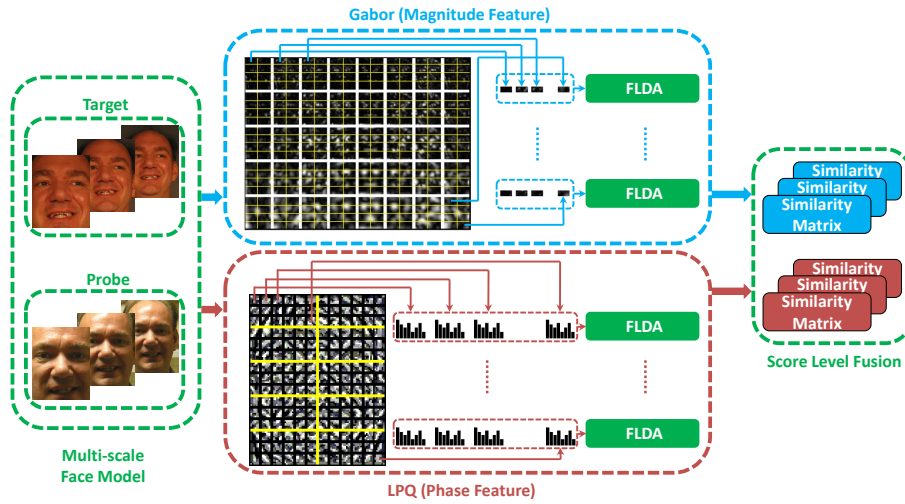 Gabor (Magnitude Feature)
Target
FLDA
FLDA
Similarity
Similarity
Similarity
Matrix
Probe
FLDA
Similarity
Similarity
Similarity
Matrix
Score Level Fusion
FLDA
Multi-scale
Face Model
LPQ (Phase Feature)